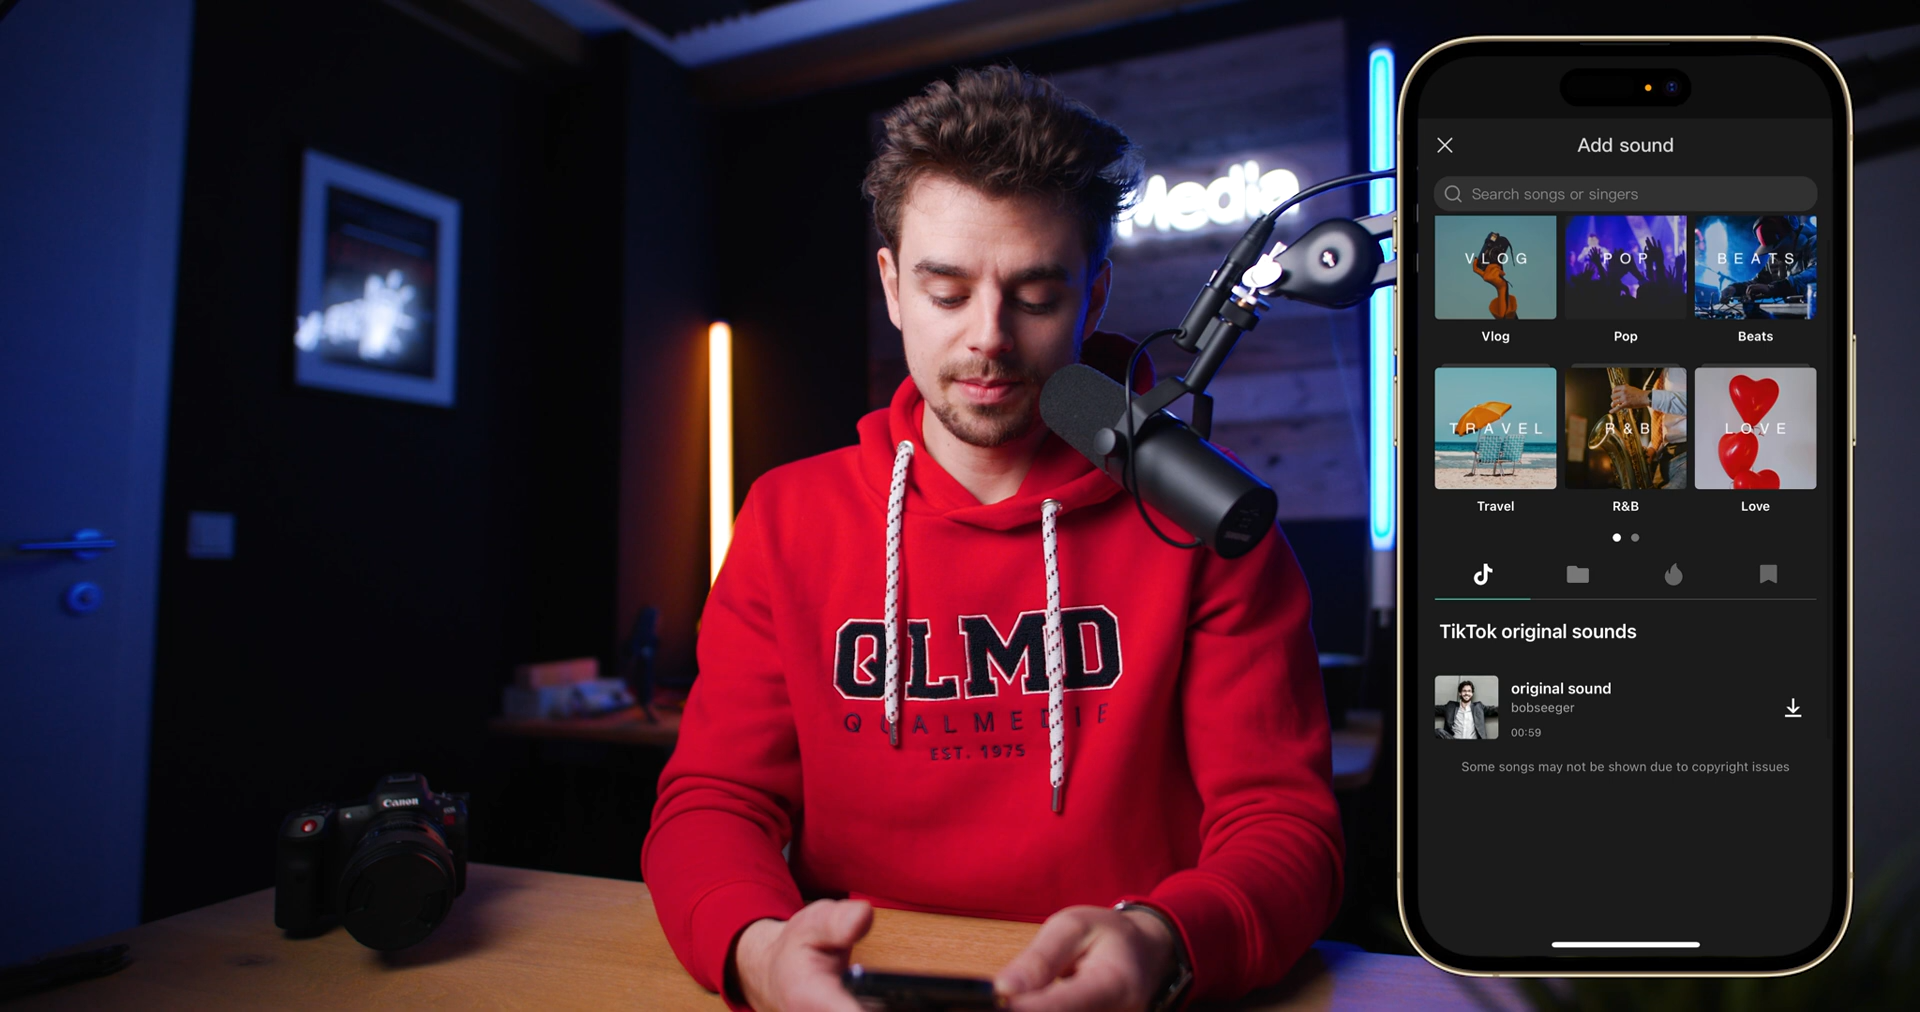 Media
Canon
QLMD
QUALMEDIE
EST. 1975
Add sound
Search songs or singers
VLOG
POP
BEATS
Vlog
Pop
Beats
TRAVEL
R&B
LOVE
Travel
R&B
Love
TikTok original sounds
original sound
bobseeger
00:59
Some songs may not be shown due to copyright issues